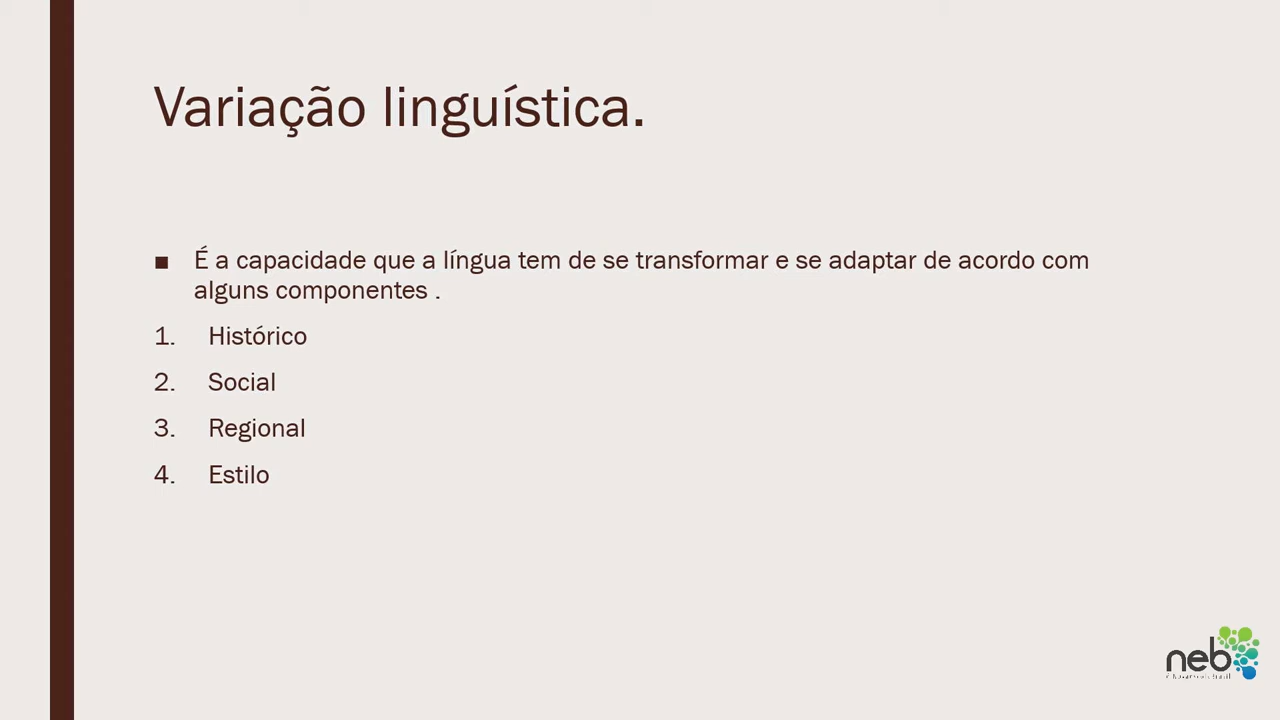 Variação linguística.
■ É a capacidade que a língua tem de se transformar e se adaptar de acordo com
alguns componentes .
1. Histórico
2. Social
3. Regional
4. Estilo
neb